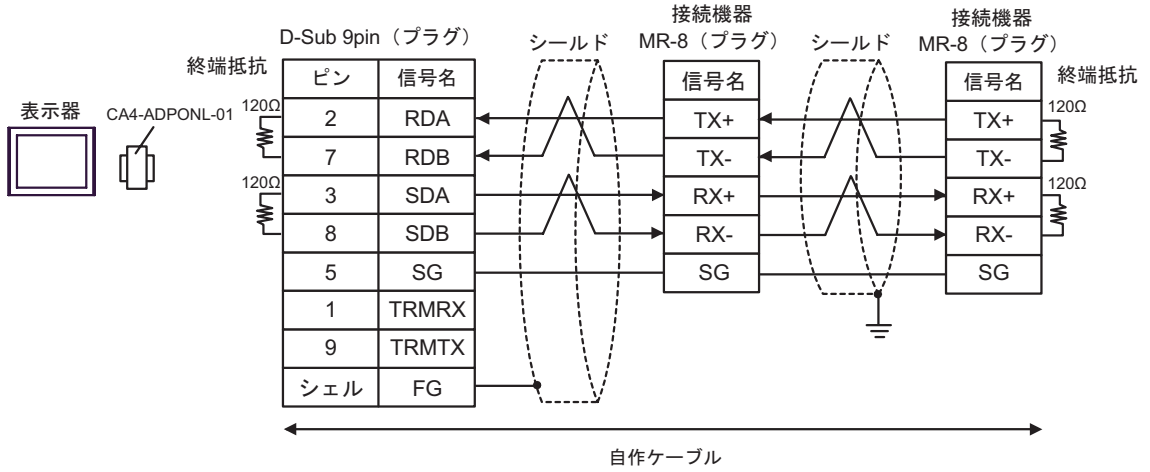 表示器
CA4-ADPONL-01
終端抵抗
120Ω
120Ω
D-Sub 9pin（プラグ）
ピン 信号名
2 RDA
7 RDB
3 SDA
8 SDB
5 SG
1 TRMRX
9 TRMTX
シェル FG
シールド
接続機器
MR-8（プラグ）
信号名
TX+
TX-
RX+
RX-
SG
シールド
接続機器
MR-8（プラグ）
信号名
TX+
TX-
RX+
RX-
SG
終端抵抗
120Ω
120Ω
自作ケーブル